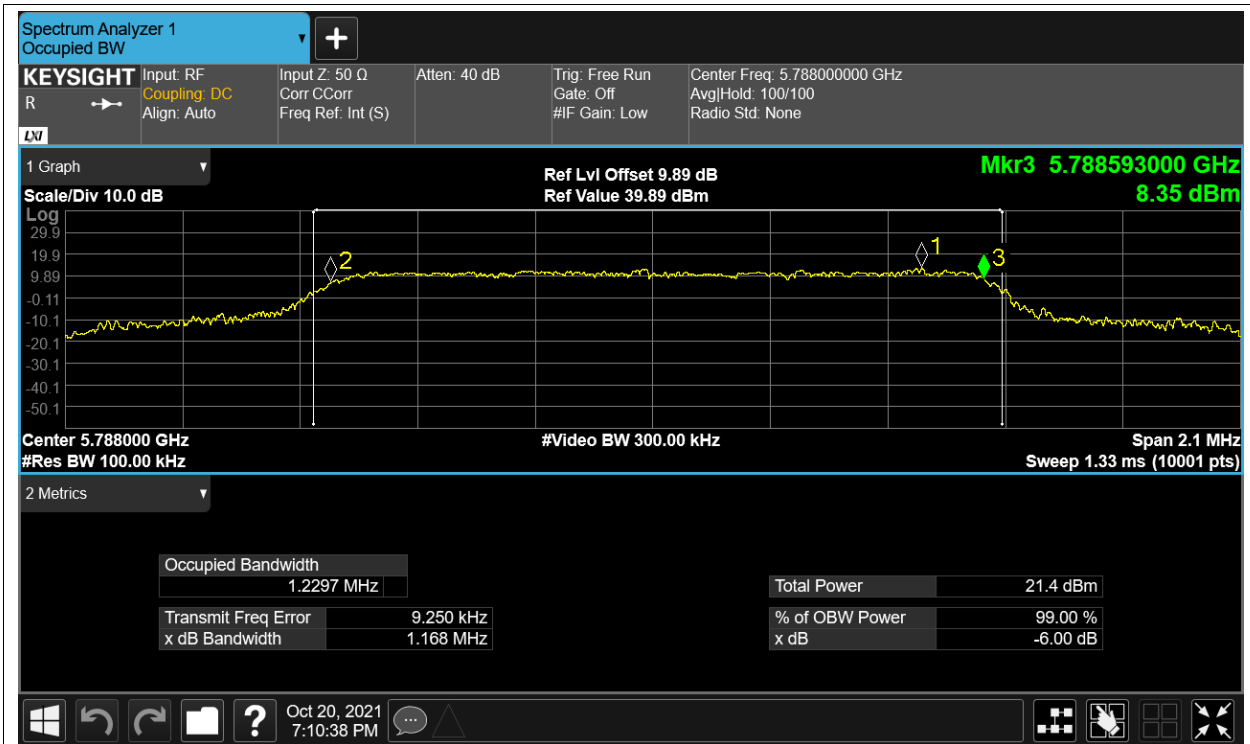 Spectrum Analyzer 1
Occupied BW
KEYSIGHT
R
LXI
Input: RF
Coupling: DC
Align: Auto
Input Z: 50 Ω
Corr CCorr
Freq Ref: Int (S)
Atten: 40 dB
Trig: Free Run
Gate: Off
#IF Gain: Low
Center Freq: 5.788000000 GHz
Avg|Hold: 100/100
Radio Std: None
1 Graph
Scale/Div 10.0 dB
Ref Lvl Offset 9.89 dB
Ref Value 39.89 dBm
Mkr3 5.788593000 GHz
8.35 dBm
Log
29.9
19.9
9.89
-0.11
-10.1
-20.1
-30.1
-40.1
-50.1
2
1
3
Center 5.788000 GHz
#Res BW 100.00 kHz
#Video BW 300.00 kHz
Span 2.1 MHz
Sweep 1.33 ms (10001 pts)
2 Metrics
Occupied Bandwidth
1.2297 MHz
Transmit Freq Error 9.250 kHz
x dB Bandwidth 1.168 MHz
Total Power 21.4 dBm
% of OBW Power 99.00 %
x dB -6.00 dB
?
Oct 20, 2021
7:10:38 PM